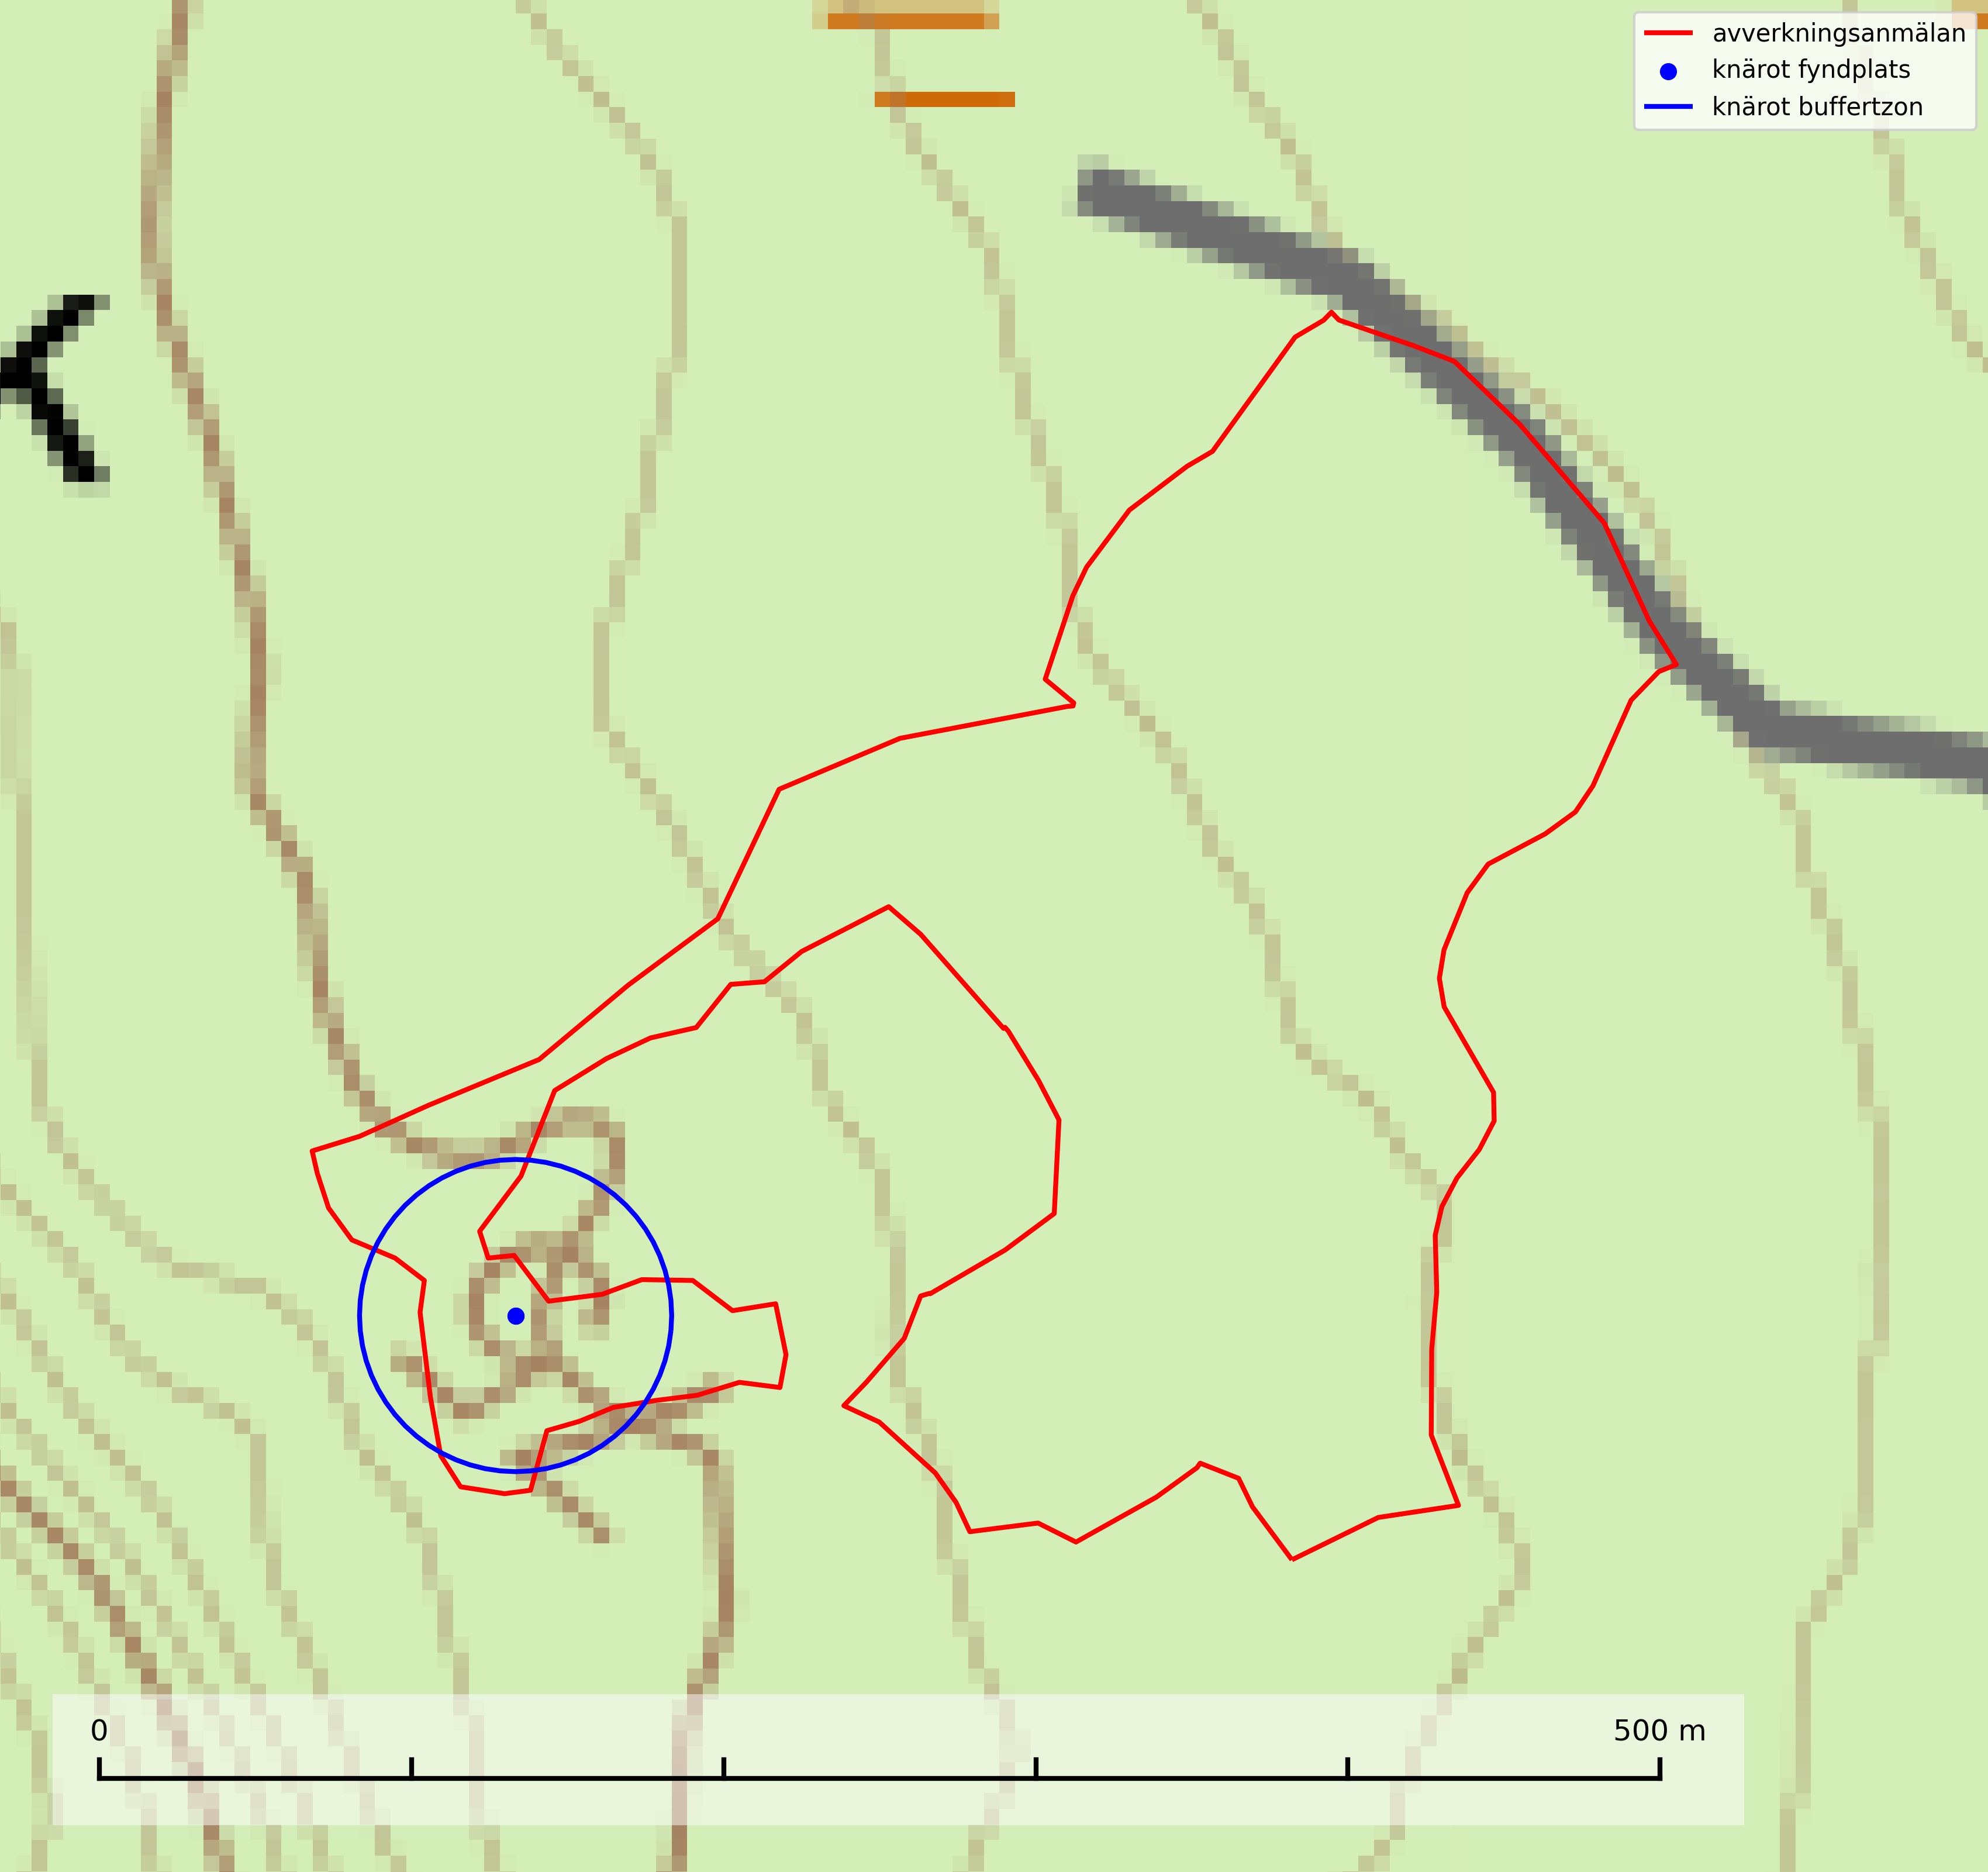 avverkningsanmälan
knärot fyndplats
knärot buffertzon
0
500 m